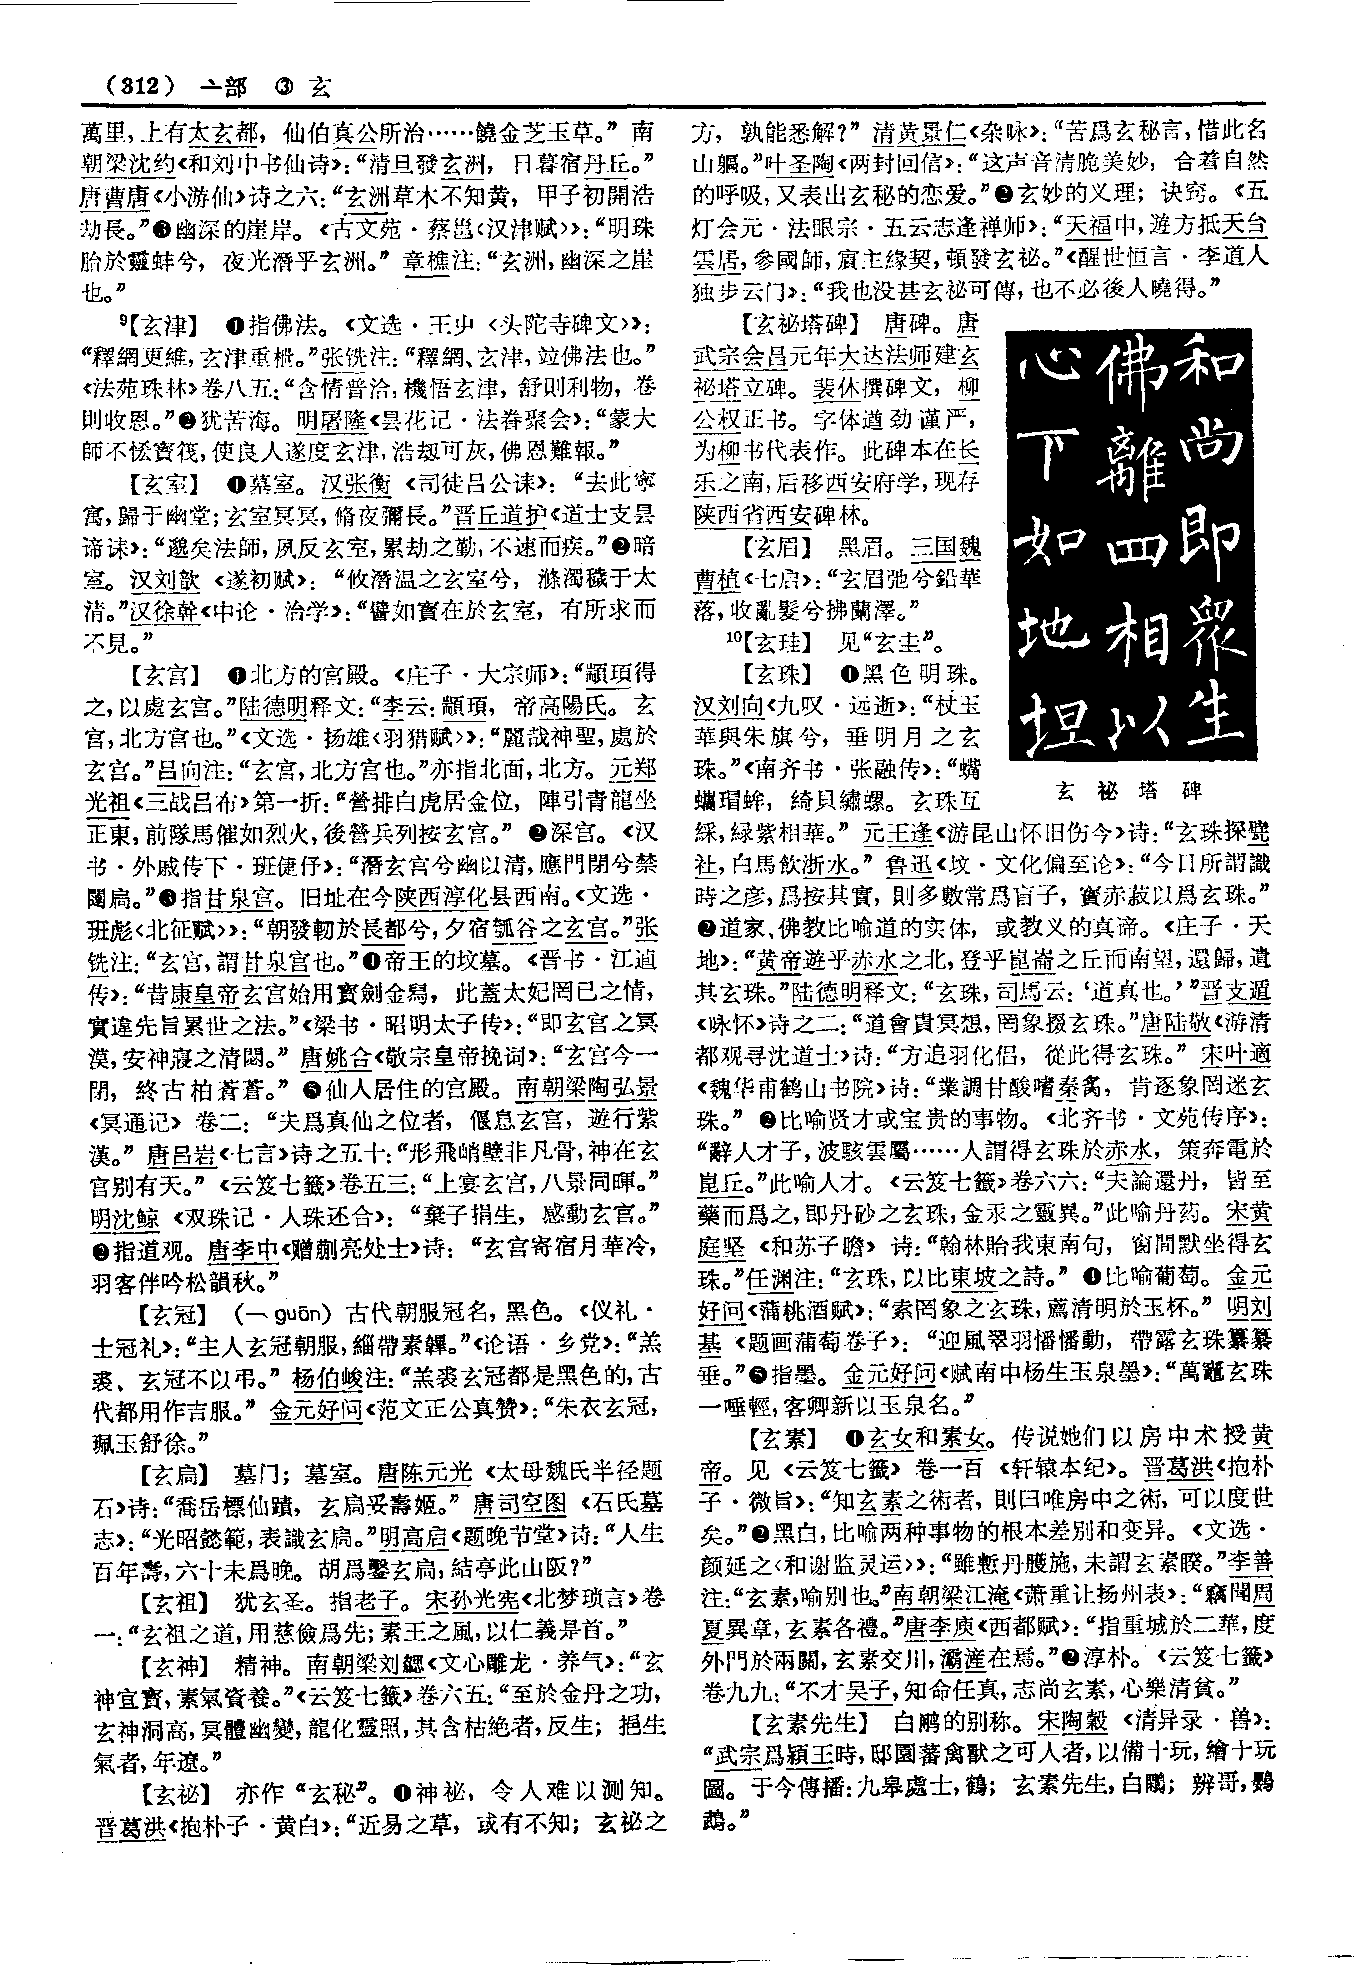 （312） 亠部 ③ 玄
萬里，上有太玄都，仙伯真公所治……饒金芝玉草。”南
朝梁沈约《和刘中书仙诗》：“清旦發玄洲，日暮宿丹丘。”
唐曹唐《小游仙》诗之六：“玄洲草木不知黄，甲子初開浩
劫長。”❸幽深的崖岸。《古文苑·蔡邕〈汉津赋〉》：“明珠
胎於靈蚌兮，夜光潛乎玄洲。”章樵注：“玄洲，幽深之崖
也。”
⁹【玄津】 ❶指佛法。《文选·王屮〈头陀寺碑文〉》：
“釋網更維，玄津重枻。”张铣注：“釋網、玄津，竝佛法也。”
《法苑珠林》卷八五：“含情普洽，機悟玄津，舒則利物，卷
則收恩。”❷犹苦海。明屠隆《昙花记·法眷聚会》：“蒙大
師不恡寳筏，使良人遂度玄津，浩刼可灰，佛恩難報。”
【玄室】 ❶墓室。汉张衡《司徒吕公诔》：“去此寧
寓，歸于幽堂；玄室冥冥，脩夜彌長。”晋丘道护《道士支昙
谛诔》：“邈矣法師，夙反玄室，累劫之勤，不速而疾。”❷暗
室。汉刘歆《遂初赋》：“攸潛温之玄室兮，滌濁穢于太
清。”汉徐幹《中论·治学》：“譬如寳在於玄室，有所求而
不見。”
【玄宫】 ❶北方的宫殿。《庄子·大宗师》：“顓頊得
之，以處玄宫。”陆德明释文：“李云：顓頊，帝高陽氏。玄
宫，北方宫也。”《文选·扬雄〈羽猎赋〉》：“麗哉神聖，處於
玄宫。”吕向注：“玄宫，北方宫也。”亦指北面，北方。元郑
光祖《三战吕布》第一折：“營排白虎居金位，陣引青龍坐
正東，前隊馬催如烈火，後營兵列按玄宫。”❷深宫。《汉
书·外戚传下·班倢伃》：“潛玄宫兮幽以清，應門閉兮禁
闥扃。”❸指甘泉宫。旧址在今陕西淳化县西南。《文选·
班彪〈北征赋〉》：“朝發軔於長都兮，夕宿瓠谷之玄宫。”张
铣注：“玄宫，謂甘泉宫也。”❹帝王的坟墓。《晋书·江逌
传》：“昔康皇帝玄宫始用寳劍金舄，此蓋太妃罔已之情，
實違先旨累世之法。”《梁书·昭明太子传》：“即玄宫之冥
漠，安神寢之清閟。”唐姚合《敬宗皇帝挽词》：“玄宫今一
閉，終古柏蒼蒼。”❺仙人居住的宫殿。南朝梁陶弘景
《冥通记》卷二：“夫爲真仙之位者，偃息玄宫，遊行紫
漢。”唐吕岩《七言》诗之五十：“形飛峭壁非凡骨，神在玄
宫别有天。”《云笈七籤》卷五三：“上宴玄宫，八景同暉。”
明沈鲸《双珠记·人珠还合》：“棄子捐生，感動玄宫。”
❷指道观。唐李中《赠蒯亮处士》诗：“玄宫寄宿月華冷，
羽客伴吟松韻秋。”
【玄冠】 （一guān）古代朝服冠名，黑色。《仪礼·
士冠礼》：“主人玄冠朝服，緇帶素韠。”《论语·乡党》：“羔
裘、玄冠不以弔。”杨伯峻注：“羔裘玄冠都是黑色的，古
代都用作吉服。”金元好问《范文正公真赞》：“朱衣玄冠，
珮玉舒徐。”
【玄扃】 墓门；墓室。唐陈元光《太母魏氏半径题
石》诗：“喬岳標仙蹟，玄扃妥壽姬。”唐司空图《石氏墓
志》：“光昭懿範，表識玄扃。”明高启《题晚节堂》诗：“人生
百年壽，六十未爲晚。胡爲鑿玄扃，結亭此山阪？”
【玄祖】 犹玄圣。指老子。宋孙光宪《北梦琐言》卷
一：“玄祖之道，用慈儉爲先；素王之風，以仁義是首。”
【玄神】 精神。南朝梁刘勰《文心雕龙·养气》：“玄
神宜寳，素氣資養。”《云笈七籤》卷六五：“至於金丹之功，
玄神洞高，冥體幽變，龍化靈照，其含枯絶者，反生；挹生
氣者，年遼。”
【玄祕】 亦作“玄秘”。❶神祕，令人难以测知。
晋葛洪《抱朴子·黄白》：“近易之草，或有不知；玄祕之
方，孰能悉解？”清黄景仁《杂咏》：“苦爲玄秘言，惜此名
山軀。”叶圣陶《两封回信》：“这声音清脆美妙，合着自然
的呼吸，又表出玄秘的恋爱。”❷玄妙的义理；诀窍。《五
灯会元·法眼宗·五云志逢禅师》：“天福中，遊方抵天台
雲居，參國師，賓主緣契，頓發玄祕。”《醒世恒言·李道人
独步云门》：“我也没甚玄祕可傳，也不必後人曉得。”
【玄祕塔碑】 唐碑。唐
武宗会昌元年大达法师建玄
祕塔立碑。裴休撰碑文，柳
公权正书。字体遒劲谨严，
为柳书代表作。此碑本在长
乐之南，后移西安府学，现存
陕西省西安碑林。
【玄眉】 黑眉。三国魏
曹植《七启》：“玄眉弛兮鉛華
落，收亂髮兮拂蘭澤。”
¹⁰【玄珪】 见“玄圭”。
【玄珠】 ❶黑色明珠。
汉刘向《九叹·远逝》：“杖玉
華與朱旗兮，垂明月之玄
珠。”《南齐书·张融传》：“蠵
蠵瑁蛑，綺貝繡螺。玄珠互
綵，緑紫相華。”元王逢《游昆山怀旧伤今》诗：“玄珠探甓
社，白馬飲浙水。”鲁迅《坟·文化偏至论》：“今日所謂識
時之彦，爲按其實，則多數常爲盲子，寳赤菽以爲玄珠。”
❷道家、佛教比喻道的实体，或教义的真谛。《庄子·天
地》：“黄帝遊乎赤水之北，登乎崑崙之丘而南望，還歸，遺
其玄珠。”陆德明释文：“玄珠，司馬云：‘道真也。’”晋支遁
《咏怀》诗之二：“道會貴冥想，罔象掇玄珠。”唐陆敬《游清
都观寻沈道士》诗：“方追羽化侣，從此得玄珠。”宋叶適
《魏华甫鹤山书院》诗：“業調甘酸嗜秦炙，肯逐象罔迷玄
珠。”❷比喻贤才或宝贵的事物。《北齐书·文苑传序》：
“辭人才子，波駭雲屬……人謂得玄珠於赤水，策奔電於
崑丘。”此喻人才。《云笈七籤》卷六六：“夫論還丹，皆至
藥而爲之，即丹砂之玄珠，金汞之靈異。”此喻丹药。宋黄
庭坚《和苏子瞻》诗：“翰林貽我東南句，窗間默坐得玄
珠。”任渊注：“玄珠，以比東坡之詩。”❹比喻葡萄。金元
好问《蒲桃酒赋》：“索罔象之玄珠，薦清明於玉杯。”明刘
基《题画蒲萄卷子》：“迎風翠羽幡幡動，帶露玄珠纍纍
垂。”❺指墨。金元好问《赋南中杨生玉泉墨》：“萬竈玄珠
一唾輕，客卿新以玉泉名。”
【玄素】 ❶玄女和素女。传说她们以房中术授黄
帝。见《云笈七籤》卷一百《轩辕本纪》。晋葛洪《抱朴
子·微旨》：“知玄素之術者，則曰唯房中之術，可以度世
矣。”❷黑白，比喻两种事物的根本差别和变异。《文选·
颜延之〈和谢监灵运〉》：“雖慙丹雘施，未謂玄素睽。”李善
注：“玄素，喻别也。”南朝梁江淹《萧重让扬州表》：“竊聞周
夏異章，玄素各禮。”唐李庾《西都赋》：“指重城於二華，度
外門於兩關，玄素交川，灞滻在焉。”❷淳朴。《云笈七籤》
卷九九：“不才吴子，知命任真，志尚玄素，心樂清貧。”
【玄素先生】 白鹇的别称。宋陶穀《清异录·兽》：
“武宗爲潁王時，邸園蓄禽獸之可人者，以備十玩，繪十玩
圖。于今傳播：九皋處士，鶴；玄素先生，白鷴；辨哥，鸚
鵡。”
和尚即衆生
佛離四相以
心下如地坦
玄祕塔碑